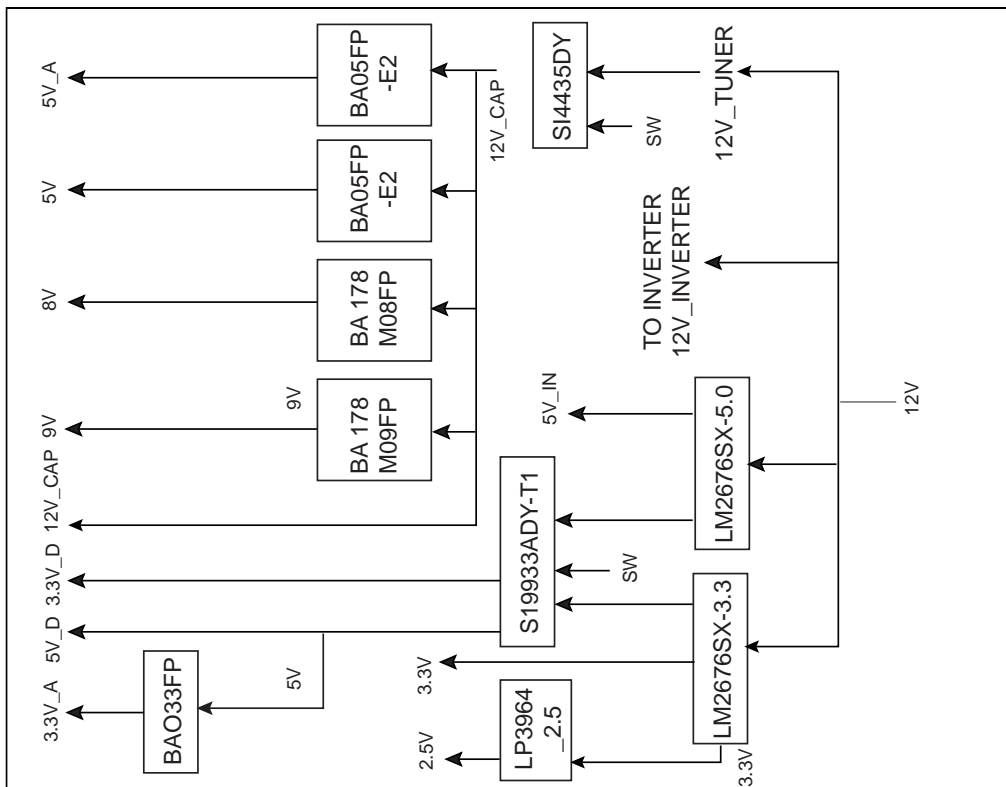 5V_A
5V
8V
9V
12V_CAP
3.3V_D
5V_D
3.3V_A
BA05FP
-E2
BA05FP
-E2
BA 178
M08FP
9V
BA 178
M09FP
5V
BAO33FP
12V_CAP
SI4435DY
SW
12V_TUNER
TO INVERTER
12V_INVERTER
5V_IN
S19933ADY-T1
SW
LM2676SX-5.0
12V
3.3V
LM2676SX-3.3
2.5V
LP3964
_2.5
3.3V